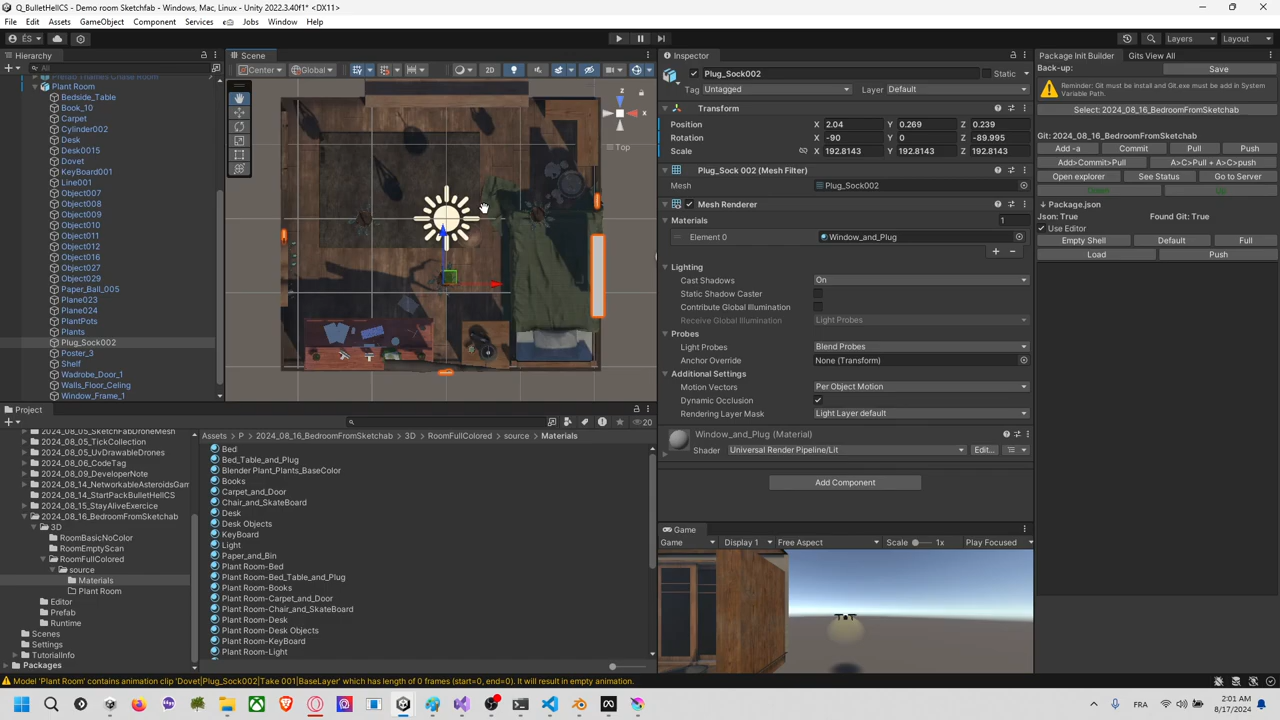 Q_BulletHellCS - Demo room Sketchfab - Windows, Mac, Linux - Unity 2022.3.40f1* <DX11>
File Edit Assets GameObject Component Services Jobs Window Help
ÉS
Layers Layout
Hierarchy
All
Prefab Thames Chase Room
Plant Room
Bedside_Table
Book_10
Carpet
Cylinder002
Desk
Desk0015
Dovet
KeyBoard001
Line001
Object007
Object008
Object009
Object010
Object011
Object012
Object016
Object027
Object029
Paper_Ball_005
Plane023
Plane024
PlantPots
Plants
Plug_Sock002
Poster_3
Shelf
Wadrobe_Door_1
Walls_Floor_Celing
Window_Frame_1
Scene
Center Global 2D
z
x
Top
Inspector
Plug_Sock002 Static
Tag Untagged Layer Default
Transform
Position X 2.04 Y 0.269 Z 0.239
Rotation X -90 Y 0 Z -89.995
Scale X 192.8143 Y 192.8143 Z 192.8143
Plug_Sock 002 (Mesh Filter)
Mesh Plug_Sock002
Mesh Renderer
Materials 1
Element 0 Window_and_Plug
Lighting
Cast Shadows On
Static Shadow Caster
Contribute Global Illumination
Receive Global Illumination Light Probes
Probes
Light Probes Blend Probes
Anchor Override None (Transform)
Additional Settings
Motion Vectors Per Object Motion
Dynamic Occlusion
Rendering Layer Mask Light Layer default
Window_and_Plug (Material)
Shader Universal Render Pipeline/Lit Edit...
Add Component
Game
Game Display 1 Free Aspect Scale 1x Play Focused
Package Init Builder Gits View All
Back-up: Save
Reminder: Git must be install and Git.exe must be add in System Variable Path.
Select: 2024_08_16_BedroomFromSketchab
Git: 2024_08_16_BedroomFromSketchab
Add -a Commit Pull Push
Add>Commit>Pull A>C>Pull + A>C>push
Open explorer See Status Go to Server
Down Up
Package.json
Json: True Found Git: True
Use Editor
Empty Shell Default Full
Load Push
Project
20
2024_08_05_SketchFabDroneMesh
2024_08_05_TickCollection
2024_08_05_UvDrawableDrones
2024_08_06_CodeTag
2024_08_09_DeveloperNote
2024_08_14_NetworkableAsteroidsGam
2024_08_14_StartPackBulletHellCS
2024_08_15_StayAliveExercice
2024_08_16_BedroomFromSketchab
3D
RoomBasicNoColor
RoomEmptyScan
RoomFullColored
source
Materials
Plant Room
Editor
Prefab
Runtime
Scenes
Settings
TutorialInfo
Packages
Assets > P > 2024_08_16_BedroomFromSketchab > 3D > RoomFullColored > source > Materials
Bed
Bed_Table_and_Plug
Blender Plant_Plants_BaseColor
Books
Carpet_and_Door
Chair_and_SkateBoard
Desk
Desk Objects
KeyBoard
Light
Paper_and_Bin
Plant Room-Bed
Plant Room-Bed_Table_and_Plug
Plant Room-Books
Plant Room-Carpet_and_Door
Plant Room-Chair_and_SkateBoard
Plant Room-Desk
Plant Room-Desk Objects
Plant Room-KeyBoard
Plant Room-Light
Model 'Plant Room' contains animation clip 'Dovet|Plug_Sock002|Take 001|BaseLayer' which has length of 0 frames (start=0, end=0). It will result in empty animation.
FR
2:01 AM
8/17/2024